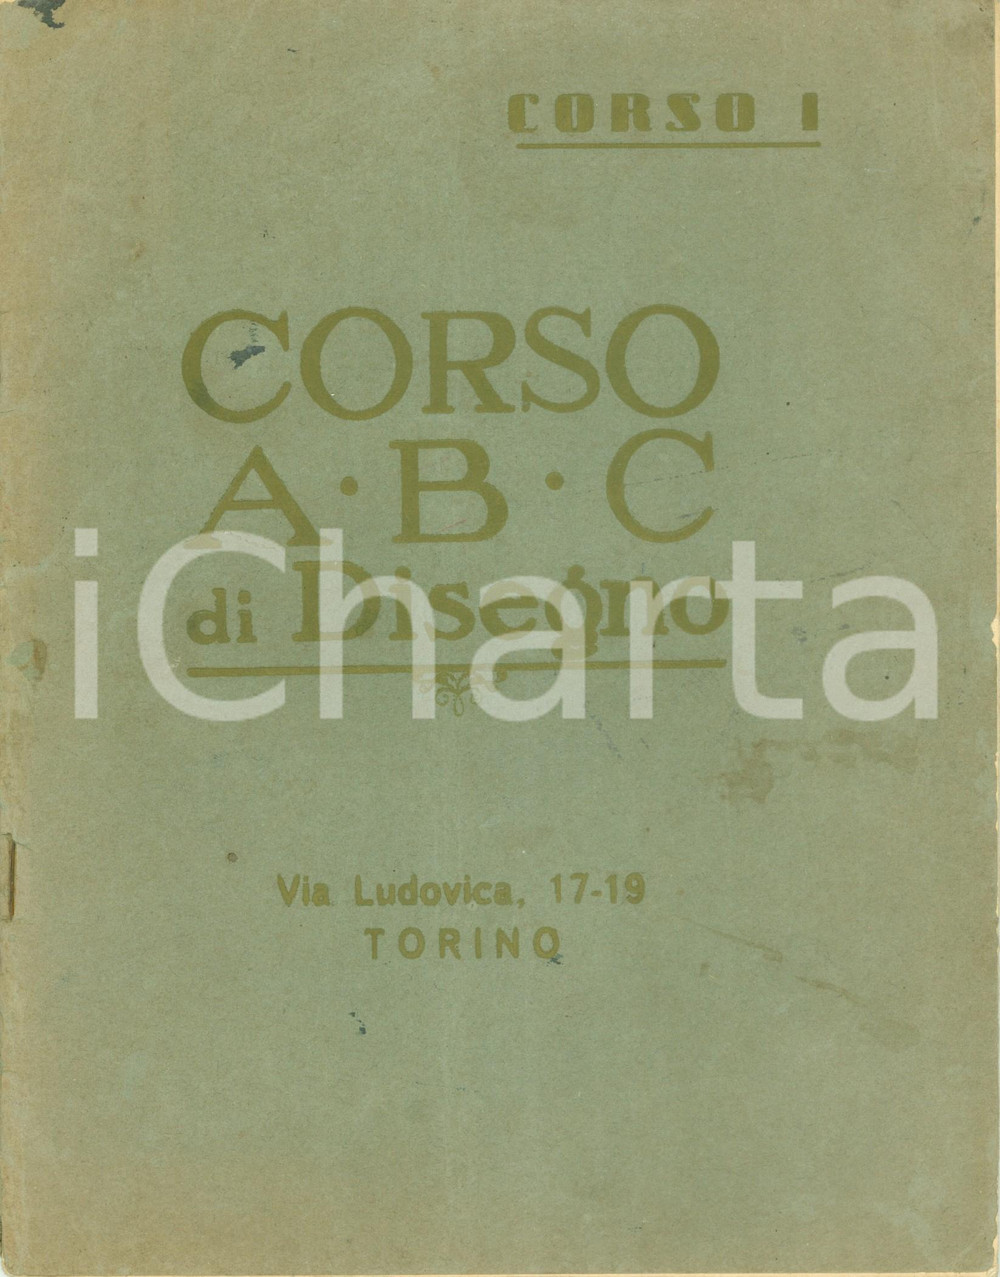 CORSO I
CORSO
A·B·C
di Disegno
iCharta
Via Ludovica, 17-19
TORINO